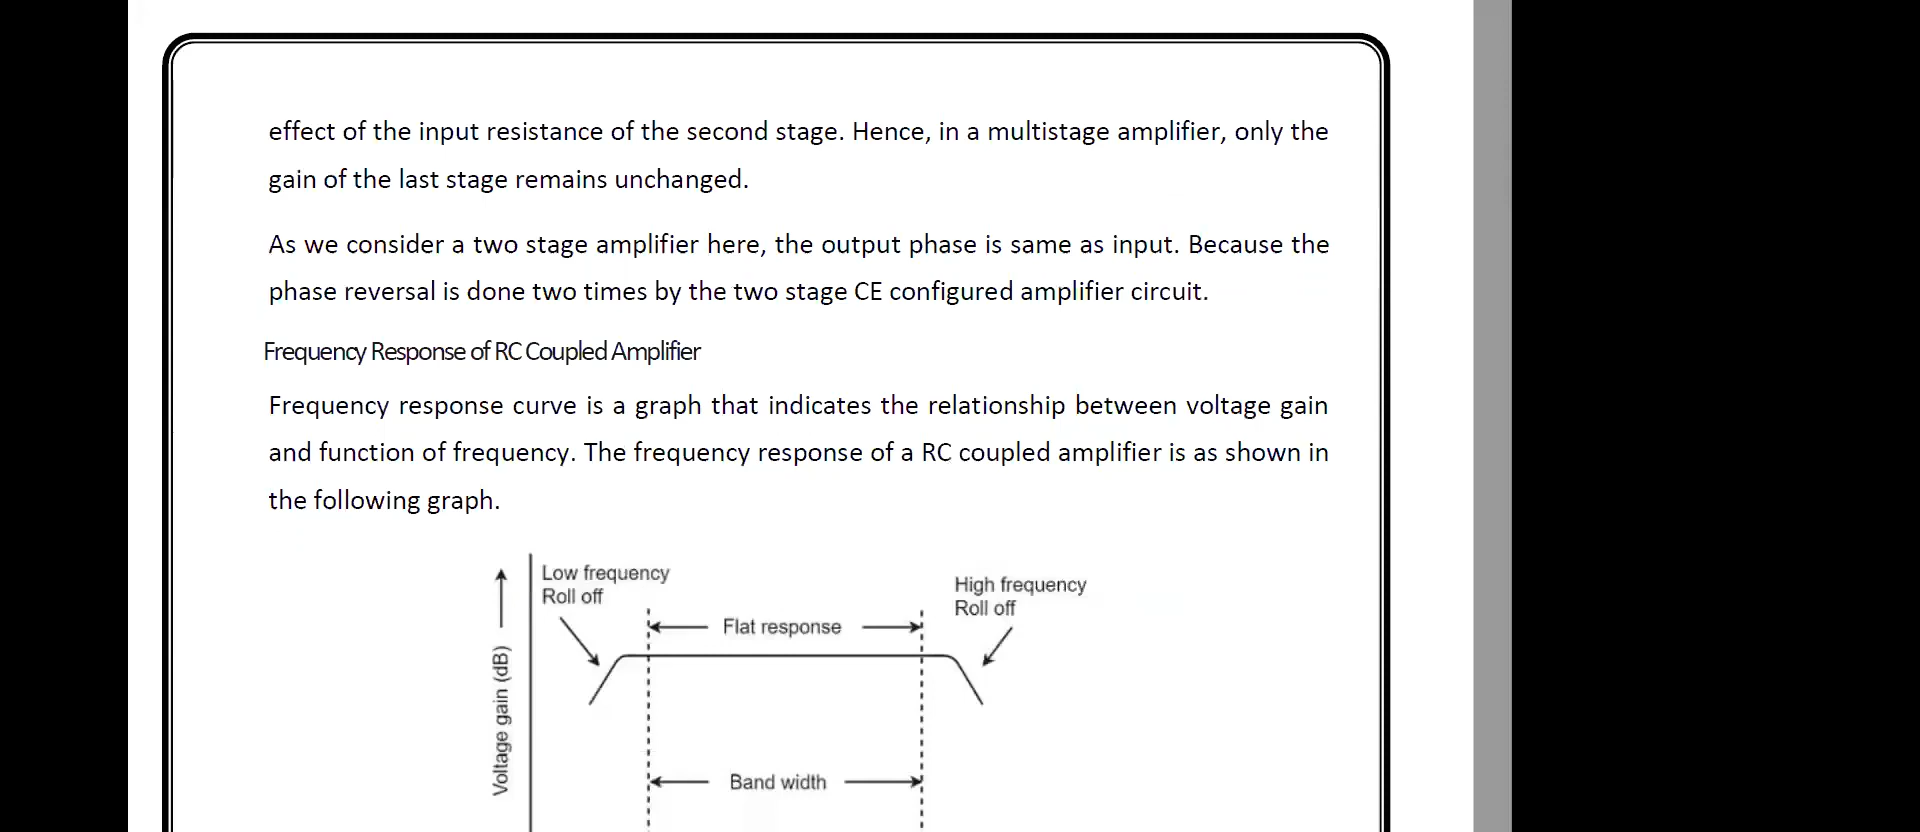 effect of the input resistance of the second stage. Hence, in a multistage amplifier, only the
gain of the last stage remains unchanged.
As we consider a two stage amplifier here, the output phase is same as input. Because the
phase reversal is done two times by the two stage CE configured amplifier circuit.
Frequency Response of RC Coupled Amplifier
Frequency response curve is a graph that indicates the relationship between voltage gain
and function of frequency. The frequency response of a RC coupled amplifier is as shown in
the following graph.
Low frequency
Roll off
High frequency
Roll off
Flat response
Voltage gain (dB)
Band width